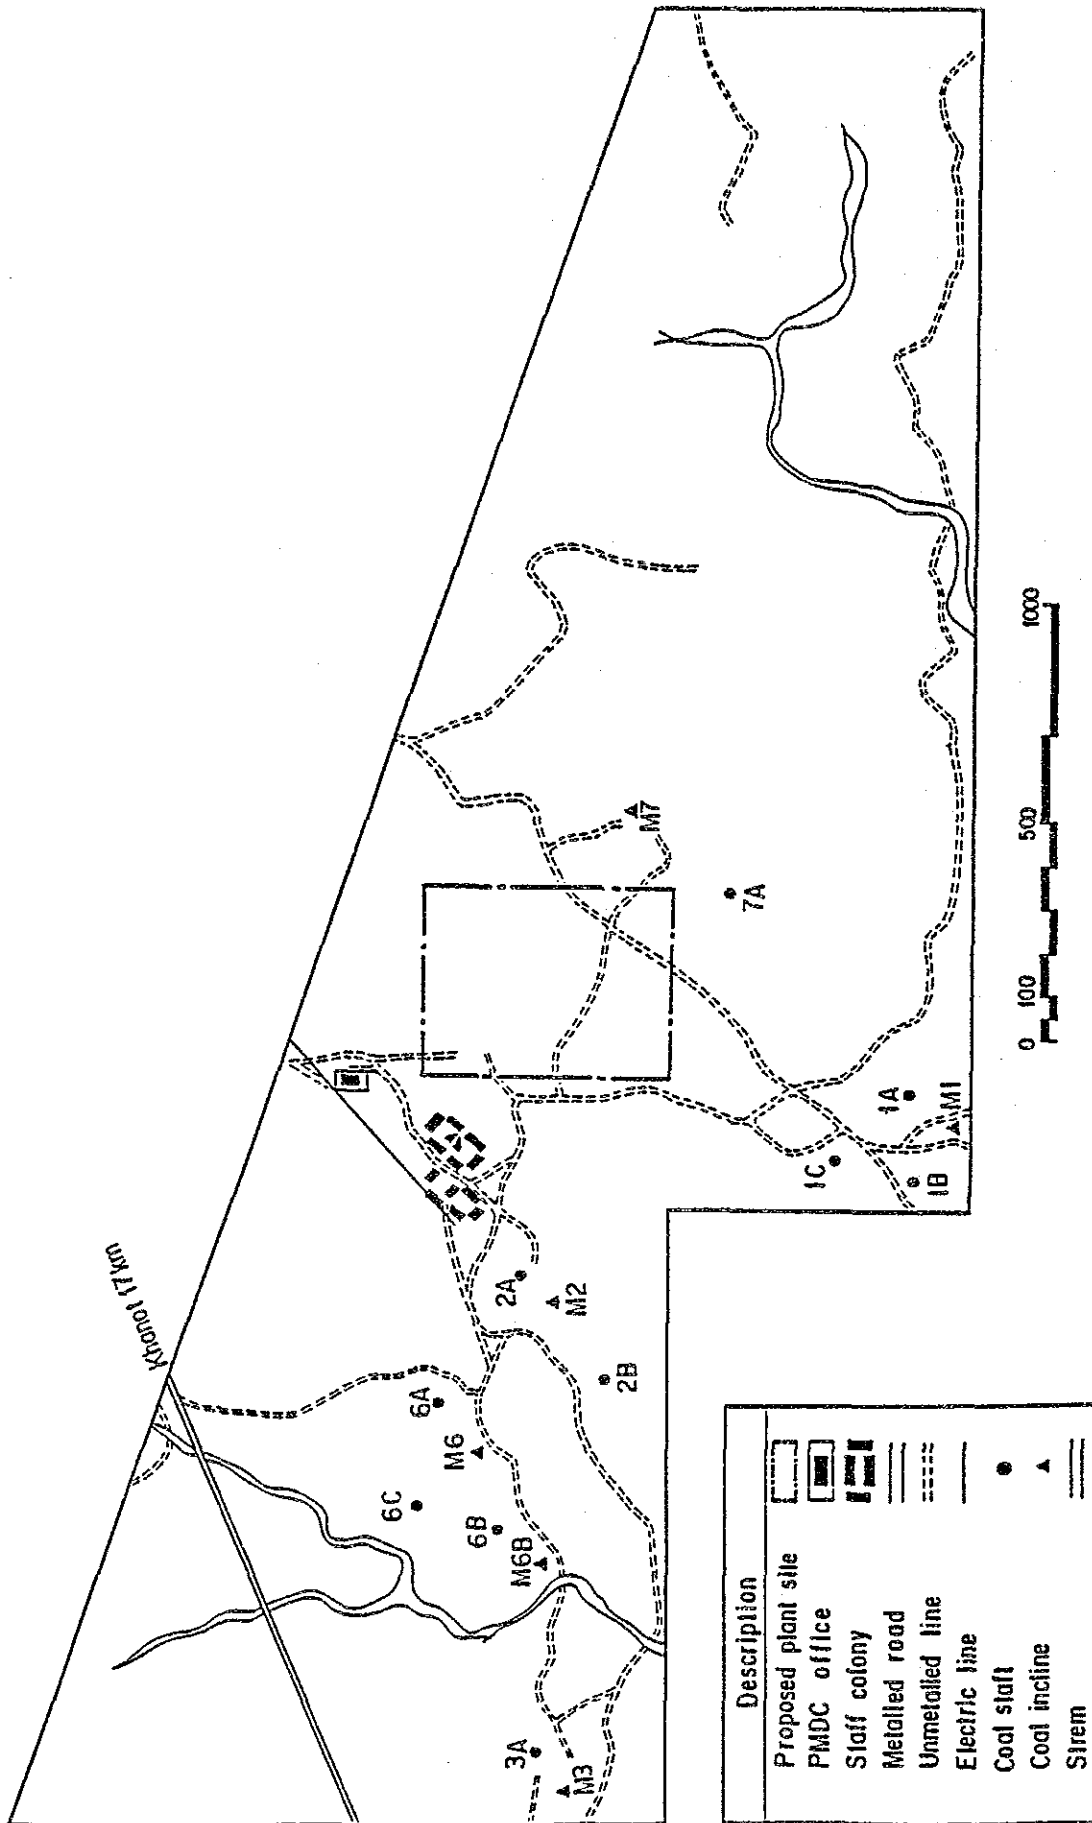 Khanot 17km
3A
M3
6C
6B
M6B
6A
M6
2A
M2
2B
1C
1B
1A
M1
7A
M7
0 100 500 1000
Description
Proposed plant site
PMDC office
Staff colony
Metalled road
Unmetalled line
Electric line
Coal staft
Coal incline
Strem